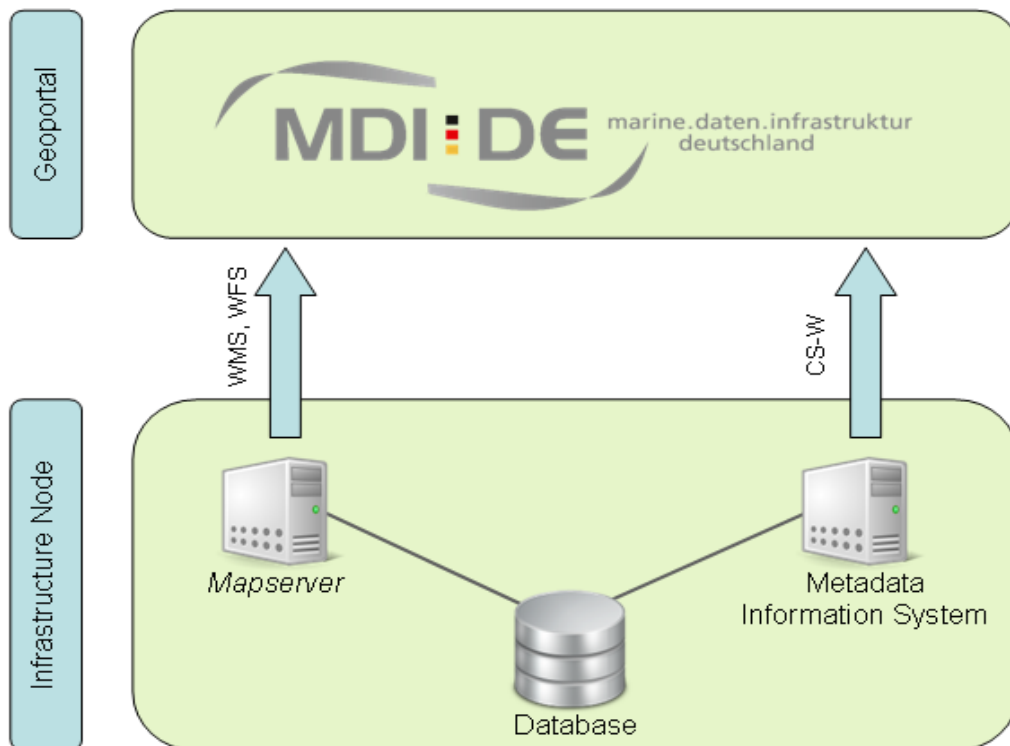 Geoportal
MDI:DE
marine.daten.infrastruktur
deutschland
WMS, WFS
CS-W
Infrastructure Node
Mapserver
Metadata
Information System
Database